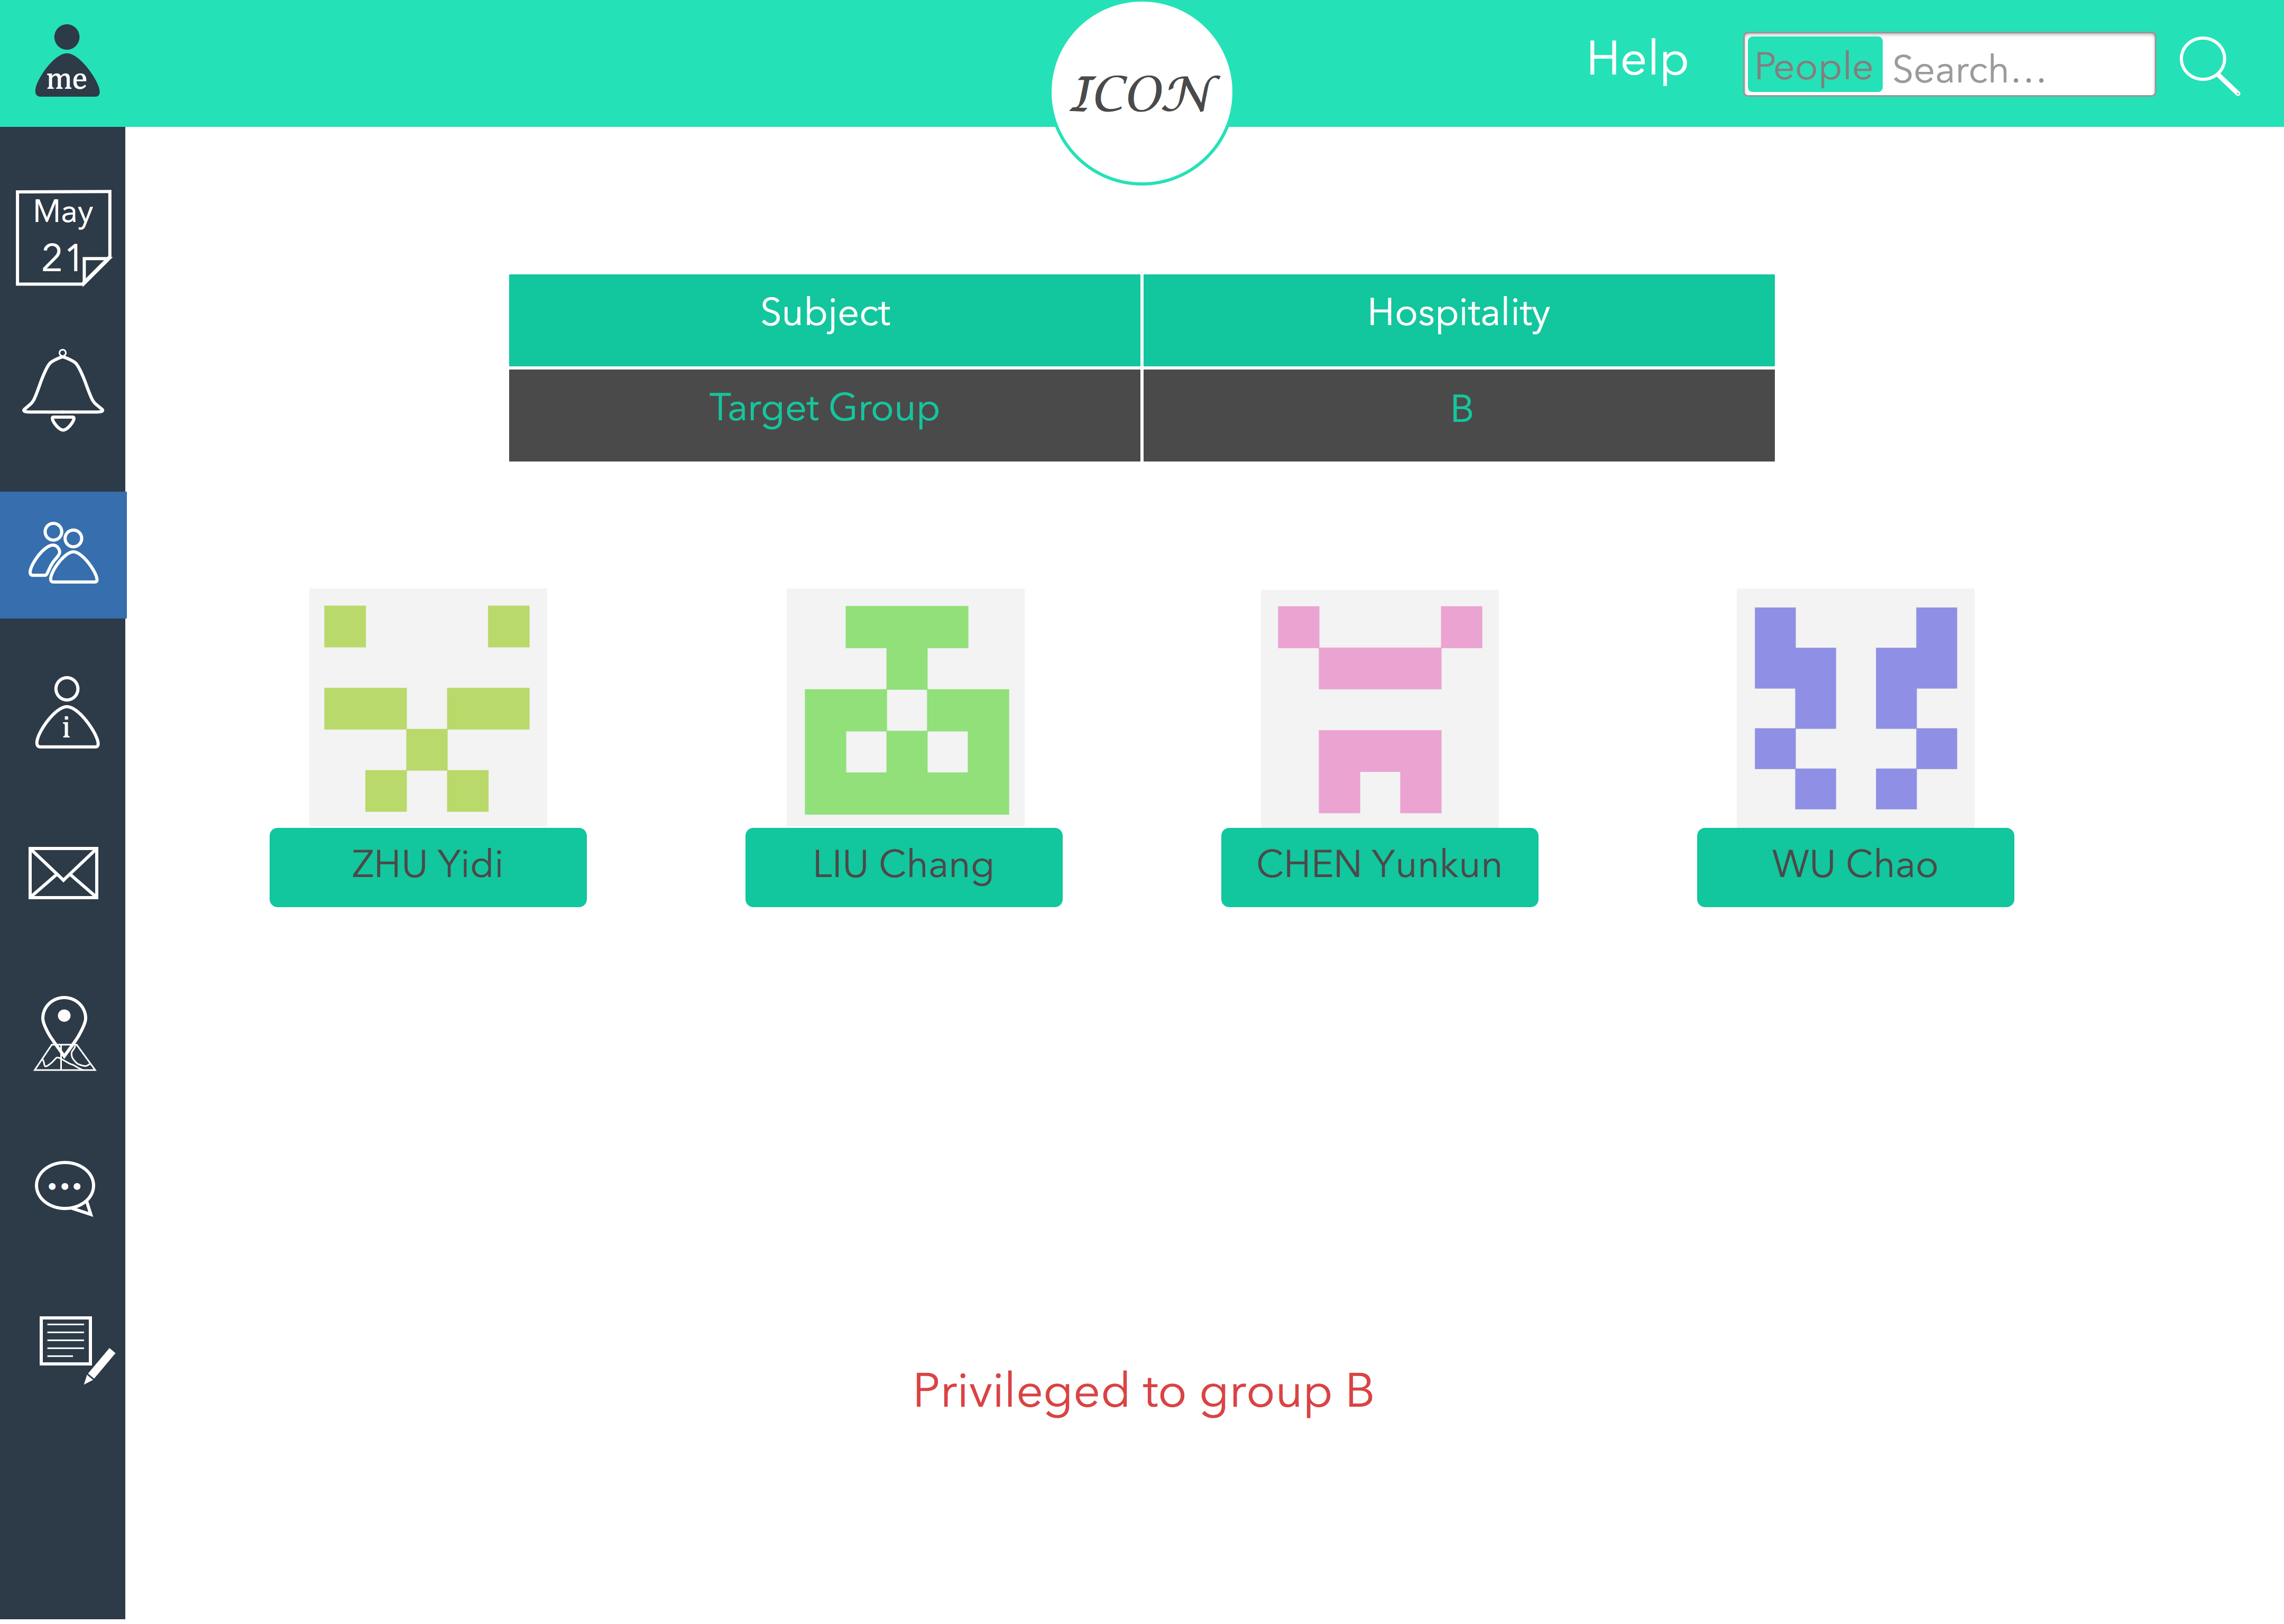 me
ICON
Help
People
Search...
May
21
Subject
Hospitality
Target Group
B
i
ZHU Yidi
LIU Chang
CHEN Yunkun
WU Chao
Privileged to group B